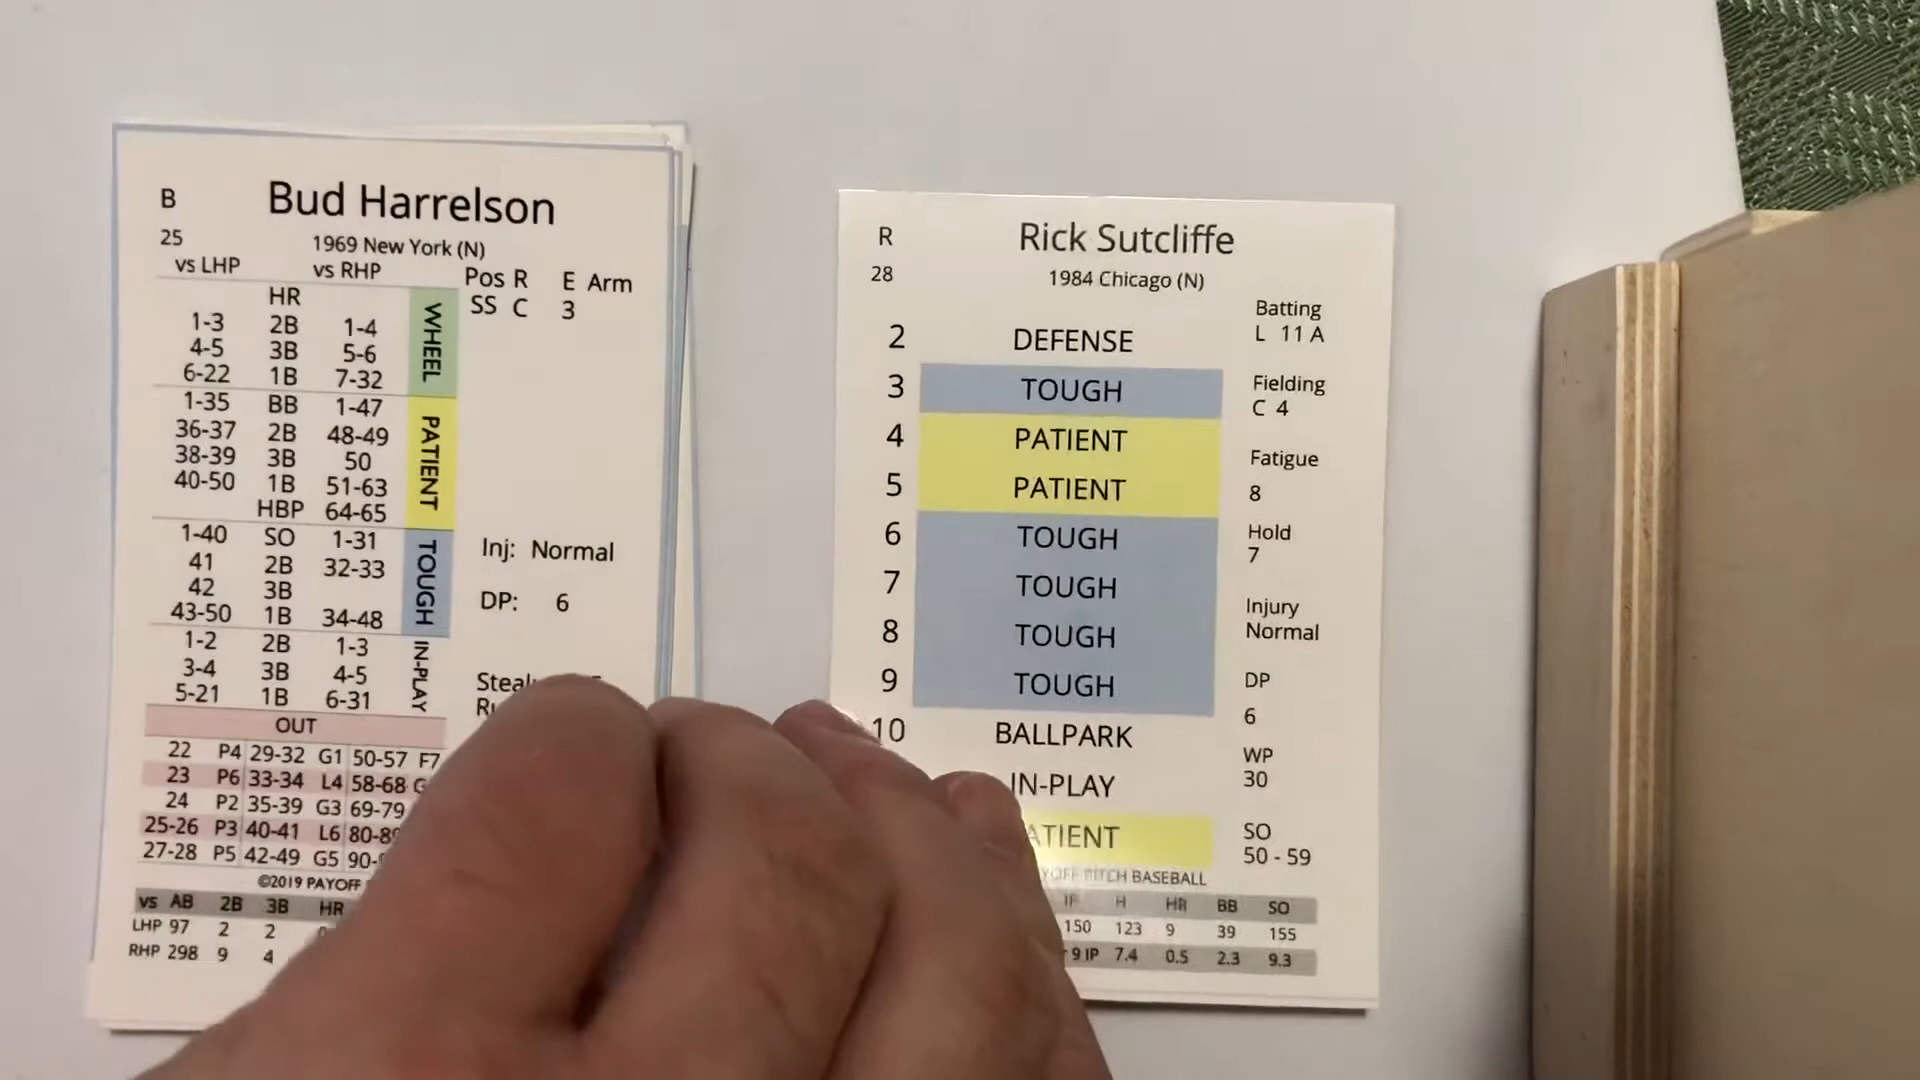 B Bud Harrelson
25 1969 New York (N)
vs LHP vs RHP Pos R E Arm
HR SS C 3
1-3 2B 1-4
4-5 3B 5-6
6-22 1B 7-32
WHEEL
1-35 BB 1-47
36-37 2B 48-49
38-39 3B 50
40-50 1B 51-63
HBP 64-65
PATIENT
1-40 SO 1-31
41 2B 32-33
42 3B
43-50 1B 34-48
TOUGH
Inj: Normal
DP: 6
1-2 2B 1-3
3-4 3B 4-5
5-21 1B 6-31
IN-PLAY
OUT
22 P4 29-32 G1 50-57 F7
23 P6 33-34 L4 58-68
24 P2 35-39 G3 69-79
25-26 P3 40-41 L6
27-28 P5 42-49 G5
©2019 PAYOFF
vs AB 2B 3B HR
LHP 97 2 2
RHP 298 9 4
R Rick Sutcliffe
28 1984 Chicago (N)
2 DEFENSE
3 TOUGH
4 PATIENT
5 PATIENT
6 TOUGH
7 TOUGH
8 TOUGH
9 TOUGH
10 BALLPARK
IN-PLAY
Batting
L 11 A
Fielding
C 4
Fatigue
8
Hold
7
Injury
Normal
DP
6
WP
30
SO
50 - 59
PITCH BASEBALL
H HR BB SO
150 123 9 39 155
9 IP 7.4 0.5 2.3 9.3